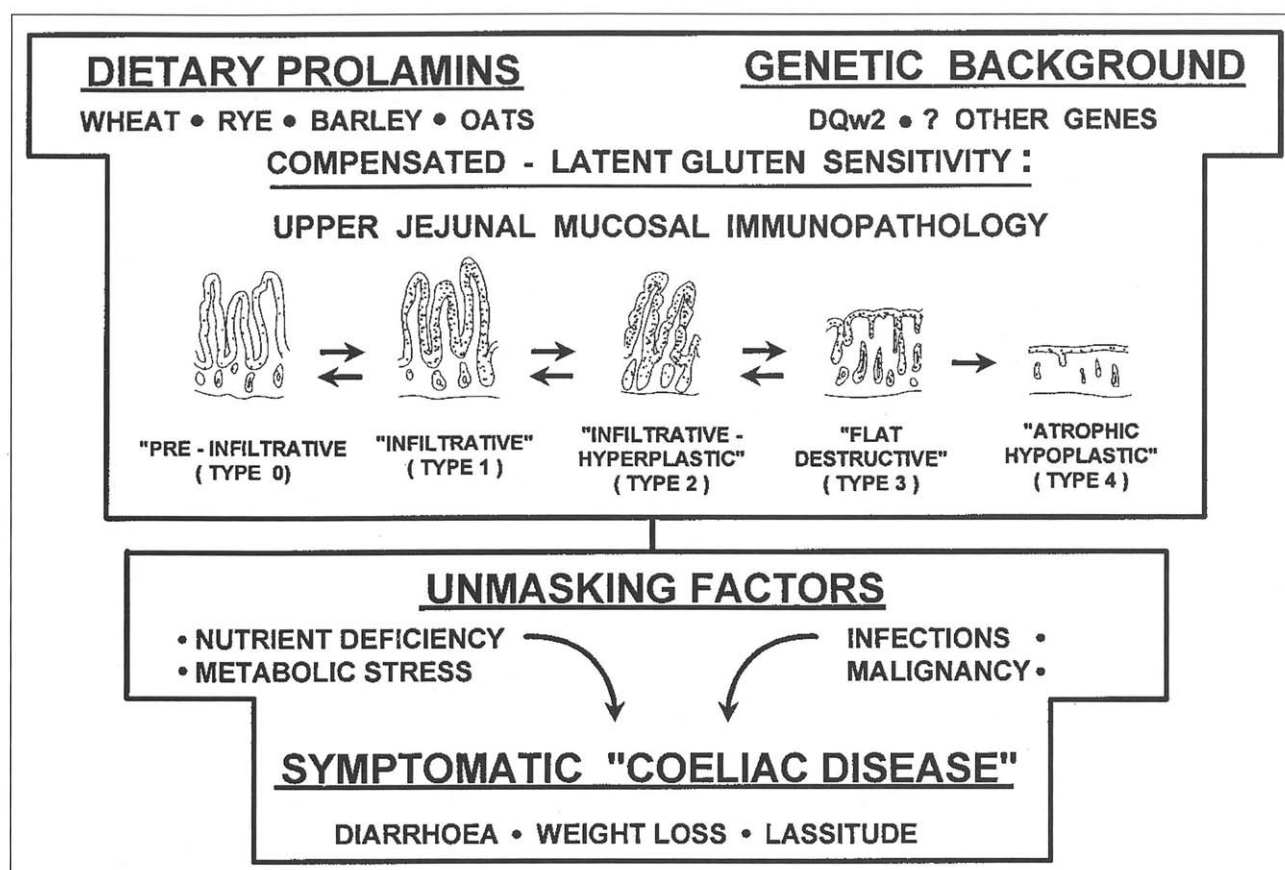 DIETARY PROLAMINS
WHEAT • RYE • BARLEY • OATS
GENETIC BACKGROUND
DQw2 • ? OTHER GENES
COMPENSATED - LATENT GLUTEN SENSITIVITY :
UPPER JEJUNAL MUCOSAL IMMUNOPATHOLOGY
"PRE - INFILTRATIVE
( TYPE 0)
"INFILTRATIVE"
( TYPE 1 )
"INFILTRATIVE -
HYPERPLASTIC"
( TYPE 2 )
"FLAT
DESTRUCTIVE"
( TYPE 3 )
"ATROPHIC
HYPOPLASTIC"
( TYPE 4 )
UNMASKING FACTORS
• NUTRIENT DEFICIENCY
• METABOLIC STRESS
INFECTIONS •
MALIGNANCY •
SYMPTOMATIC "COELIAC DISEASE"
DIARRHOEA • WEIGHT LOSS • LASSITUDE